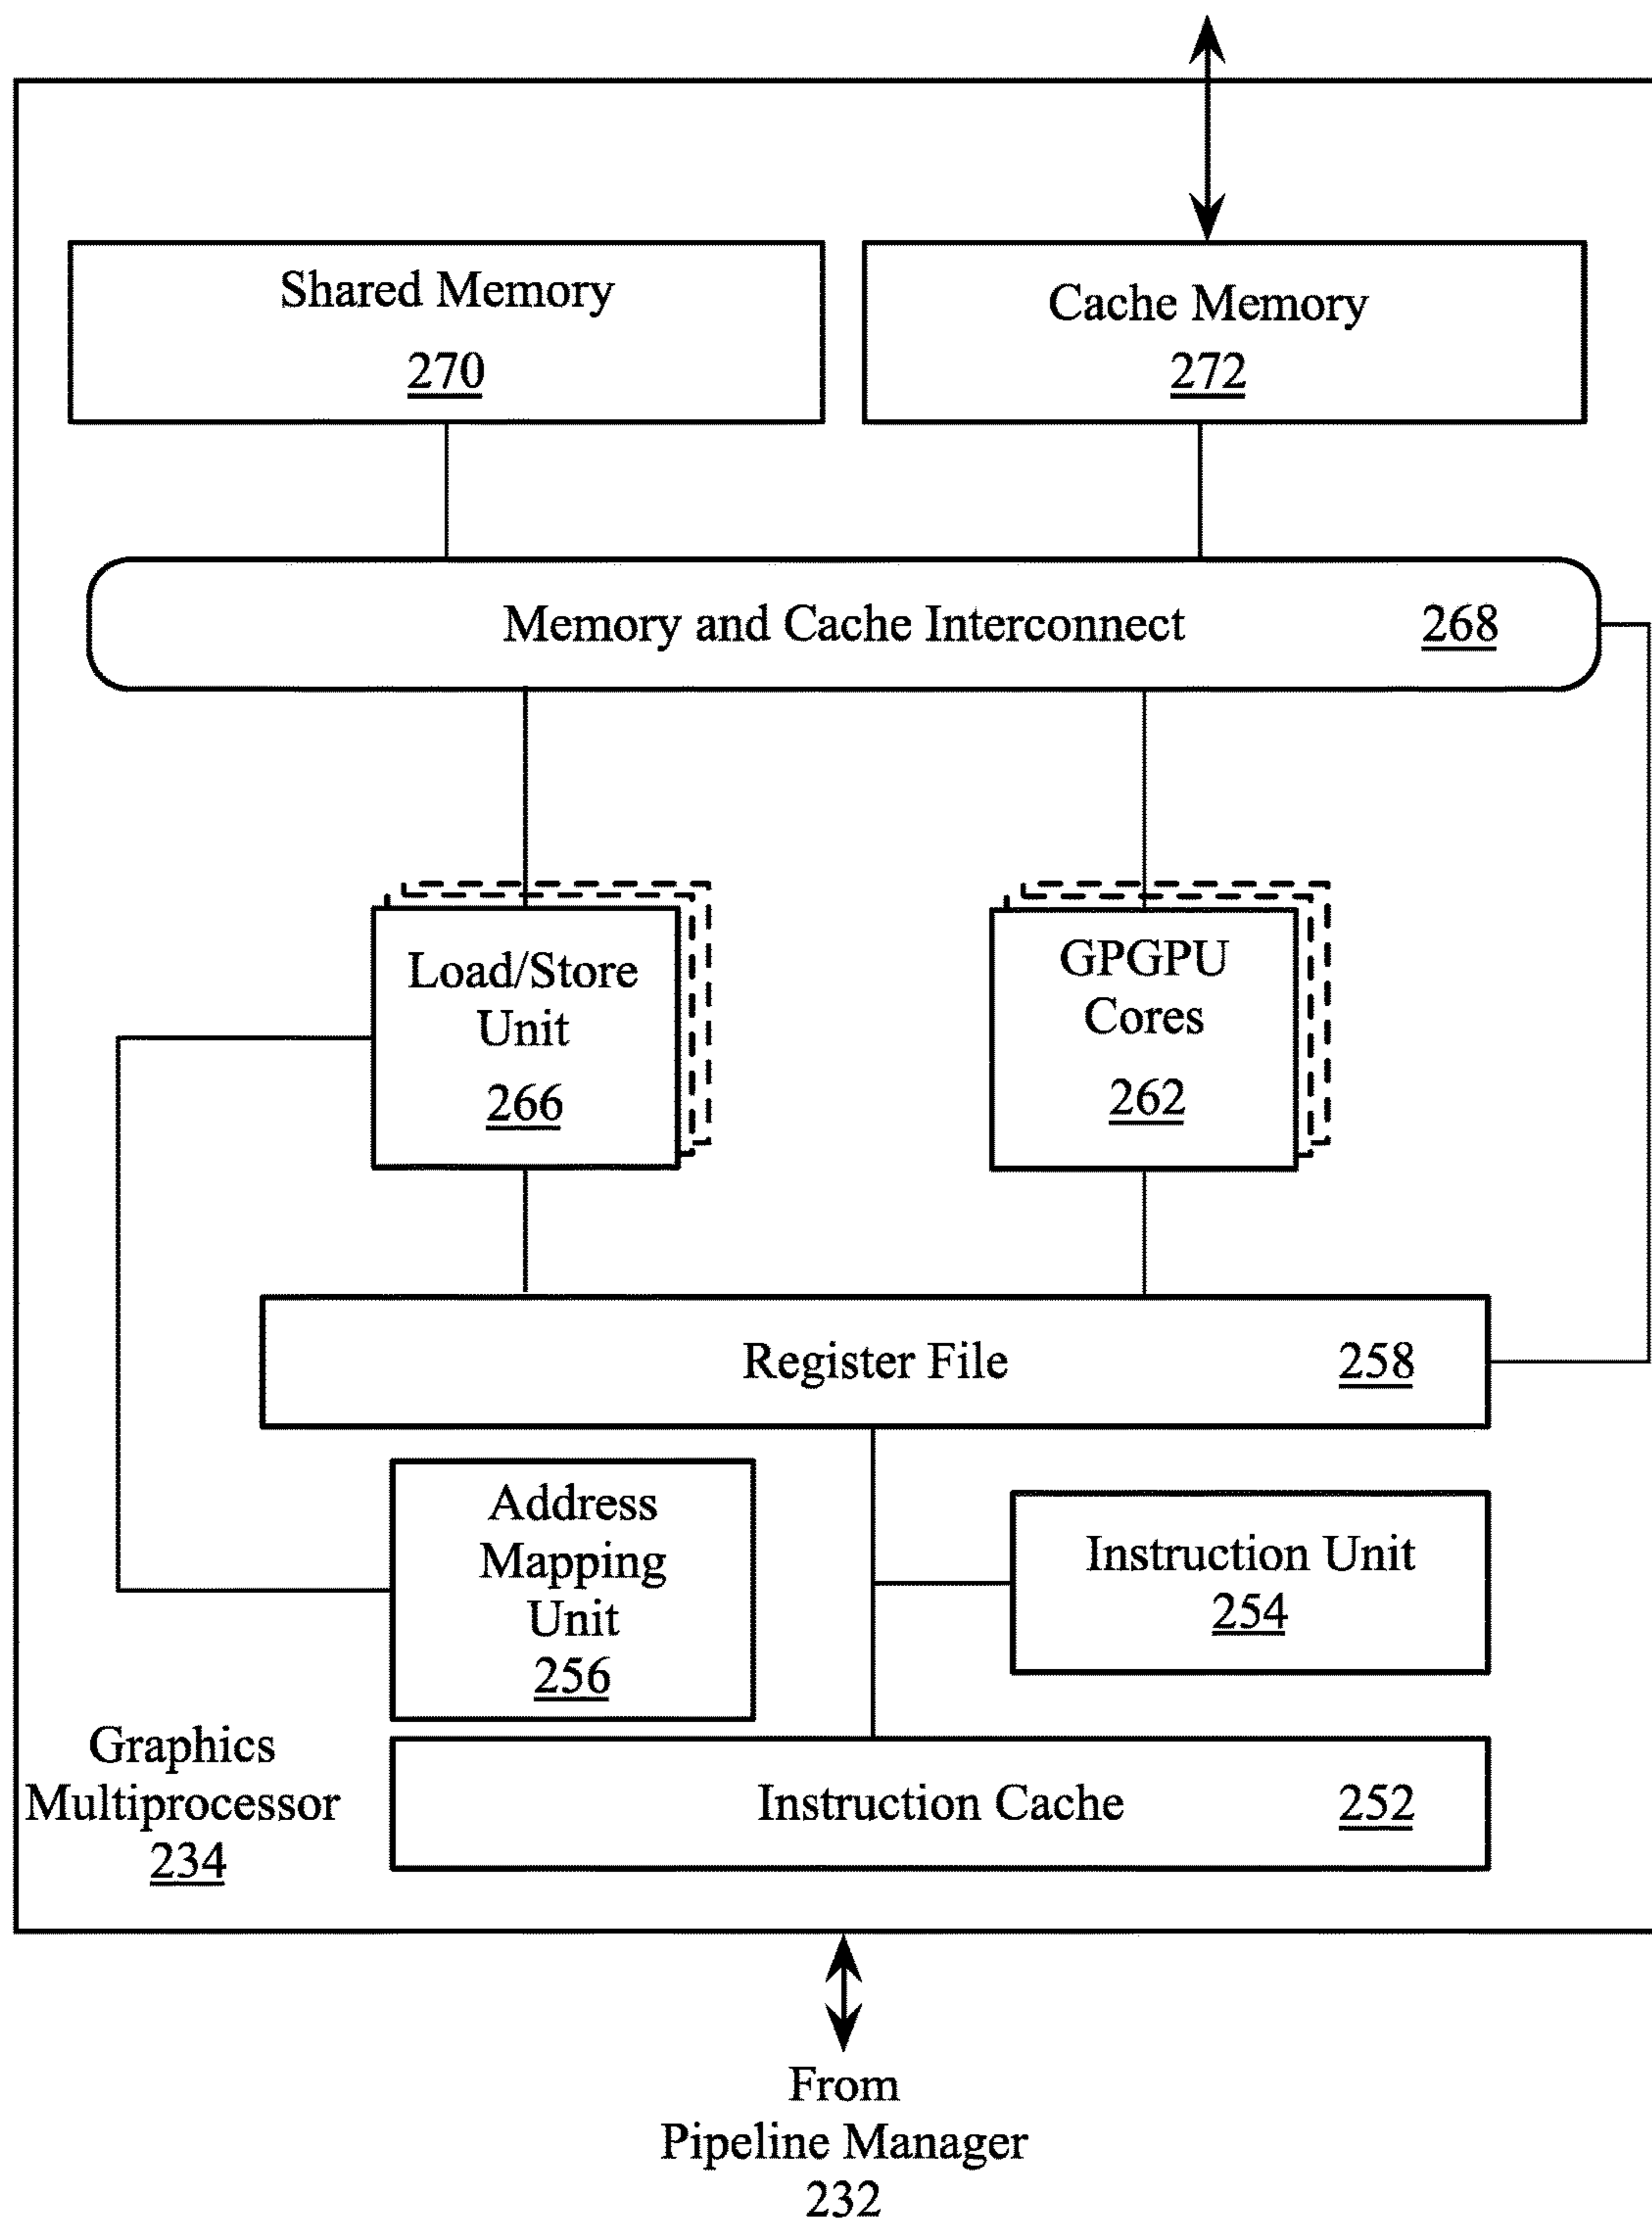 Shared Memory
270
Cache Memory
272
Memory and Cache Interconnect 268
Load/Store
Unit
266
GPGPU
Cores
262
Register File 258
Address
Mapping
Unit
256
Instruction Unit
254
Graphics
Multiprocessor
234
Instruction Cache 252
From
Pipeline Manager
232